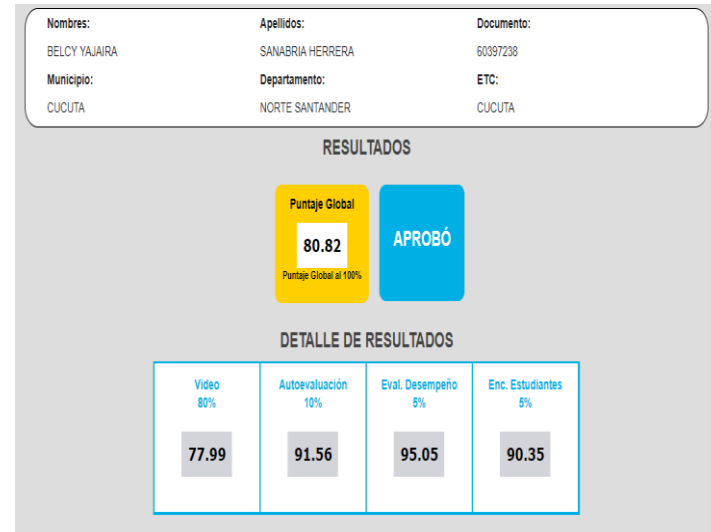 Nombres: Apellidos: Documento:
BELCY YAJAIRA SANABRIA HERRERA 60397238
Municipio: Departamento: ETC:
CUCUTA NORTE SANTANDER CUCUTA
RESULTADOS
Puntaje Global
80.82
Puntaje Global al 100%
APROBÓ
DETALLE DE RESULTADOS
Video Autoevaluación Eval. Desempeño Enc. Estudiantes
80% 10% 5% 5%
77.99 91.56 95.05 90.35